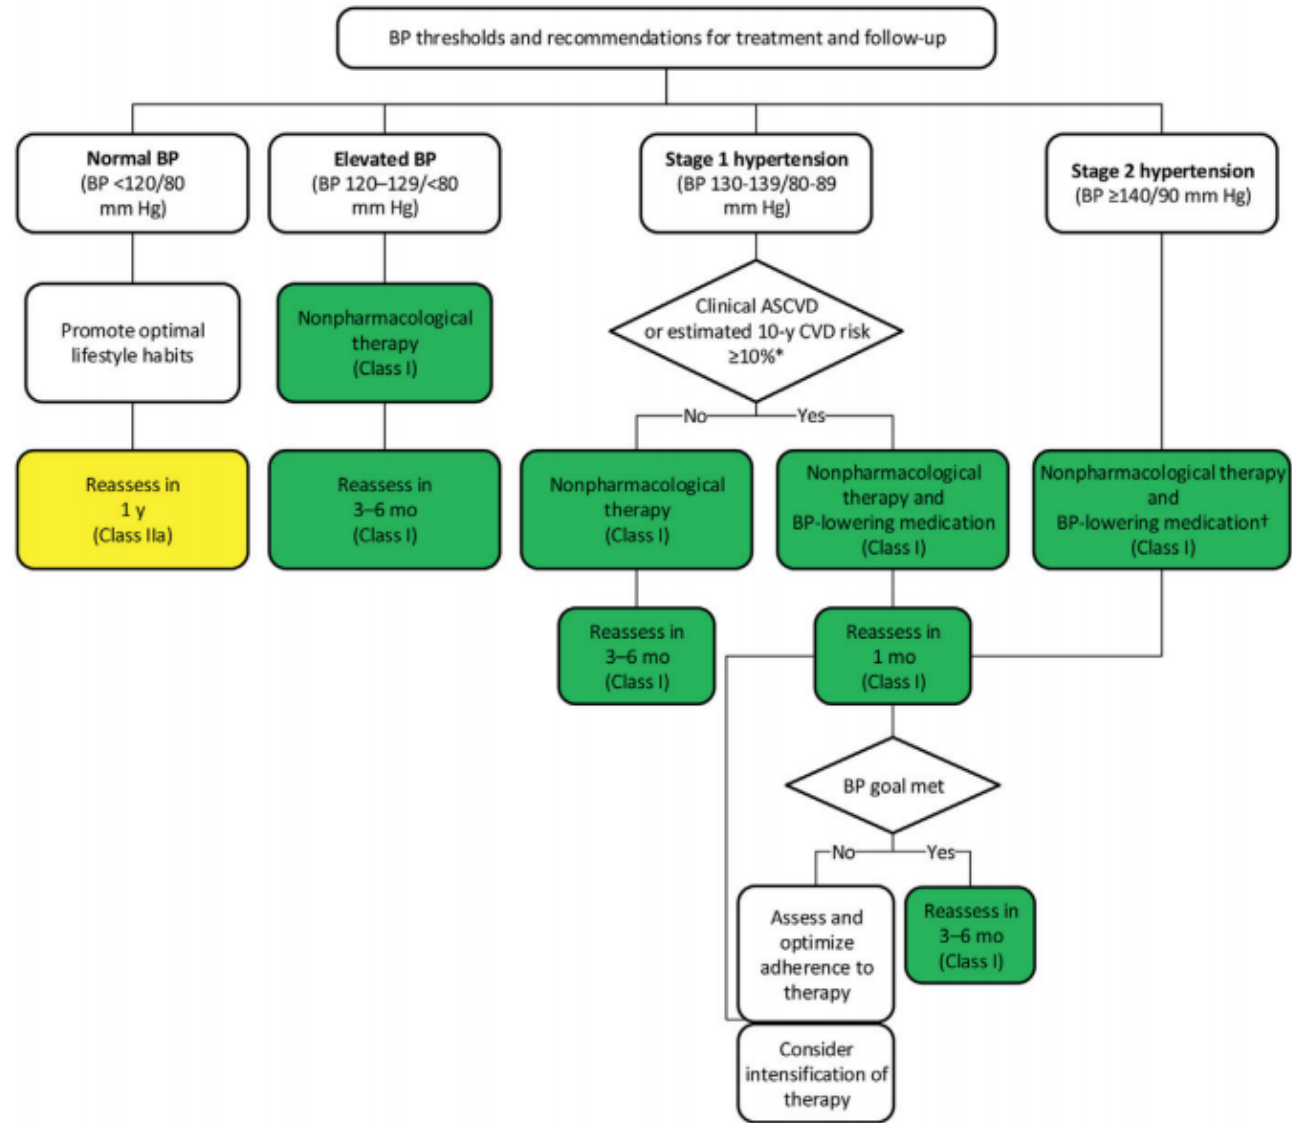 BP thresholds and recommendations for treatment and follow-up
Normal BP
(BP <120/80
mm Hg)
Elevated BP
(BP 120–129/<80
mm Hg)
Stage 1 hypertension
(BP 130-139/80-89
mm Hg)
Stage 2 hypertension
(BP ≥140/90 mm Hg)
Promote optimal
lifestyle habits
Nonpharmacological
therapy
(Class I)
Clinical ASCVD
or estimated 10-y CVD risk
≥10%*
No
Yes
Reassess in
1 y
(Class IIa)
Reassess in
3–6 mo
(Class I)
Nonpharmacological
therapy
(Class I)
Nonpharmacological
therapy and
BP-lowering medication
(Class I)
Nonpharmacological therapy
and
BP-lowering medication†
(Class I)
Reassess in
3–6 mo
(Class I)
Reassess in
1 mo
(Class I)
BP goal met
No
Yes
Assess and
optimize
adherence to
therapy
Reassess in
3–6 mo
(Class I)
Consider
intensification of
therapy